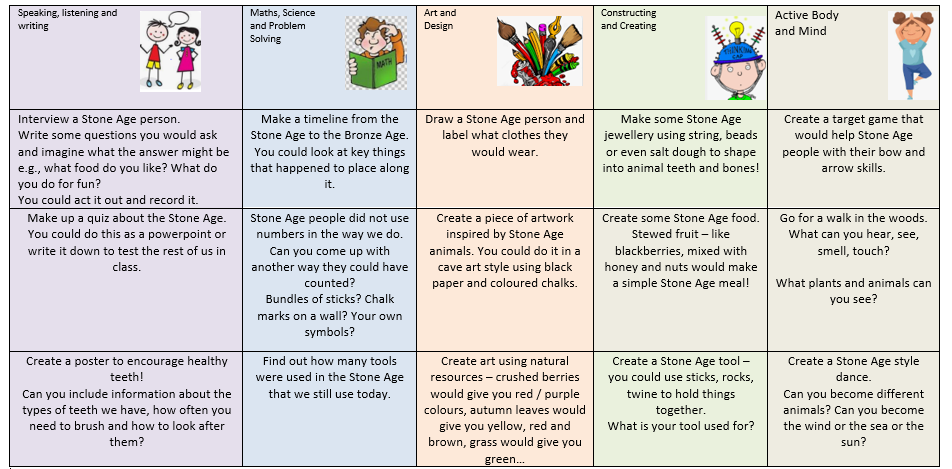 Speaking, listening and
writing
Maths, Science
and Problem
Solving
MATH
Art and
Design
Constructing
and Creating
THINKING
CAP
Active Body
and Mind
Interview a Stone Age person.
Write some questions you would ask
and imagine what the answer might be
e.g., what food do you like? What do
you do for fun?
You could act it out and record it.
Make a timeline from the
Stone Age to the Bronze Age.
You could look at key things
that happened to place along
it.
Draw a Stone Age person and
label what clothes they
would wear.
Make some Stone Age
jewellery using string, beads
or even salt dough to shape
into animal teeth and bones!
Create a target game that
would help Stone Age
people with their bow and
arrow skills.
Make up a quiz about the Stone Age.
You could do this as a powerpoint or
write it down to test the rest of us in
class.
Stone Age people did not use
numbers in the way we do.
Can you come up with
another way they could have
counted?
Bundles of sticks? Chalk
marks on a wall? Your own
symbols?
Create a piece of artwork
inspired by Stone Age
animals. You could do it in a
cave art style using black
paper and coloured chalks.
Create some Stone Age food.
Stewed fruit – like
blackberries, mixed with
honey and nuts would make
a simple Stone Age meal!
Go for a walk in the woods.
What can you hear, see,
smell, touch?
What plants and animals can
you see?
Create a poster to encourage healthy
teeth!
Can you include information about the
types of teeth we have, how often you
need to brush and how to look after
them?
Find out how many tools
were used in the Stone Age
that we still use today.
Create art using natural
resources – crushed berries
would give you red / purple
colours, autumn leaves would
give you yellow, red and
brown, grass would give you
green…
Create a Stone Age tool –
you could use sticks, rocks,
twine to hold things
together.
What is your tool used for?
Create a Stone Age style
dance.
Can you become different
animals? Can you become
the wind or the sea or the
sun?